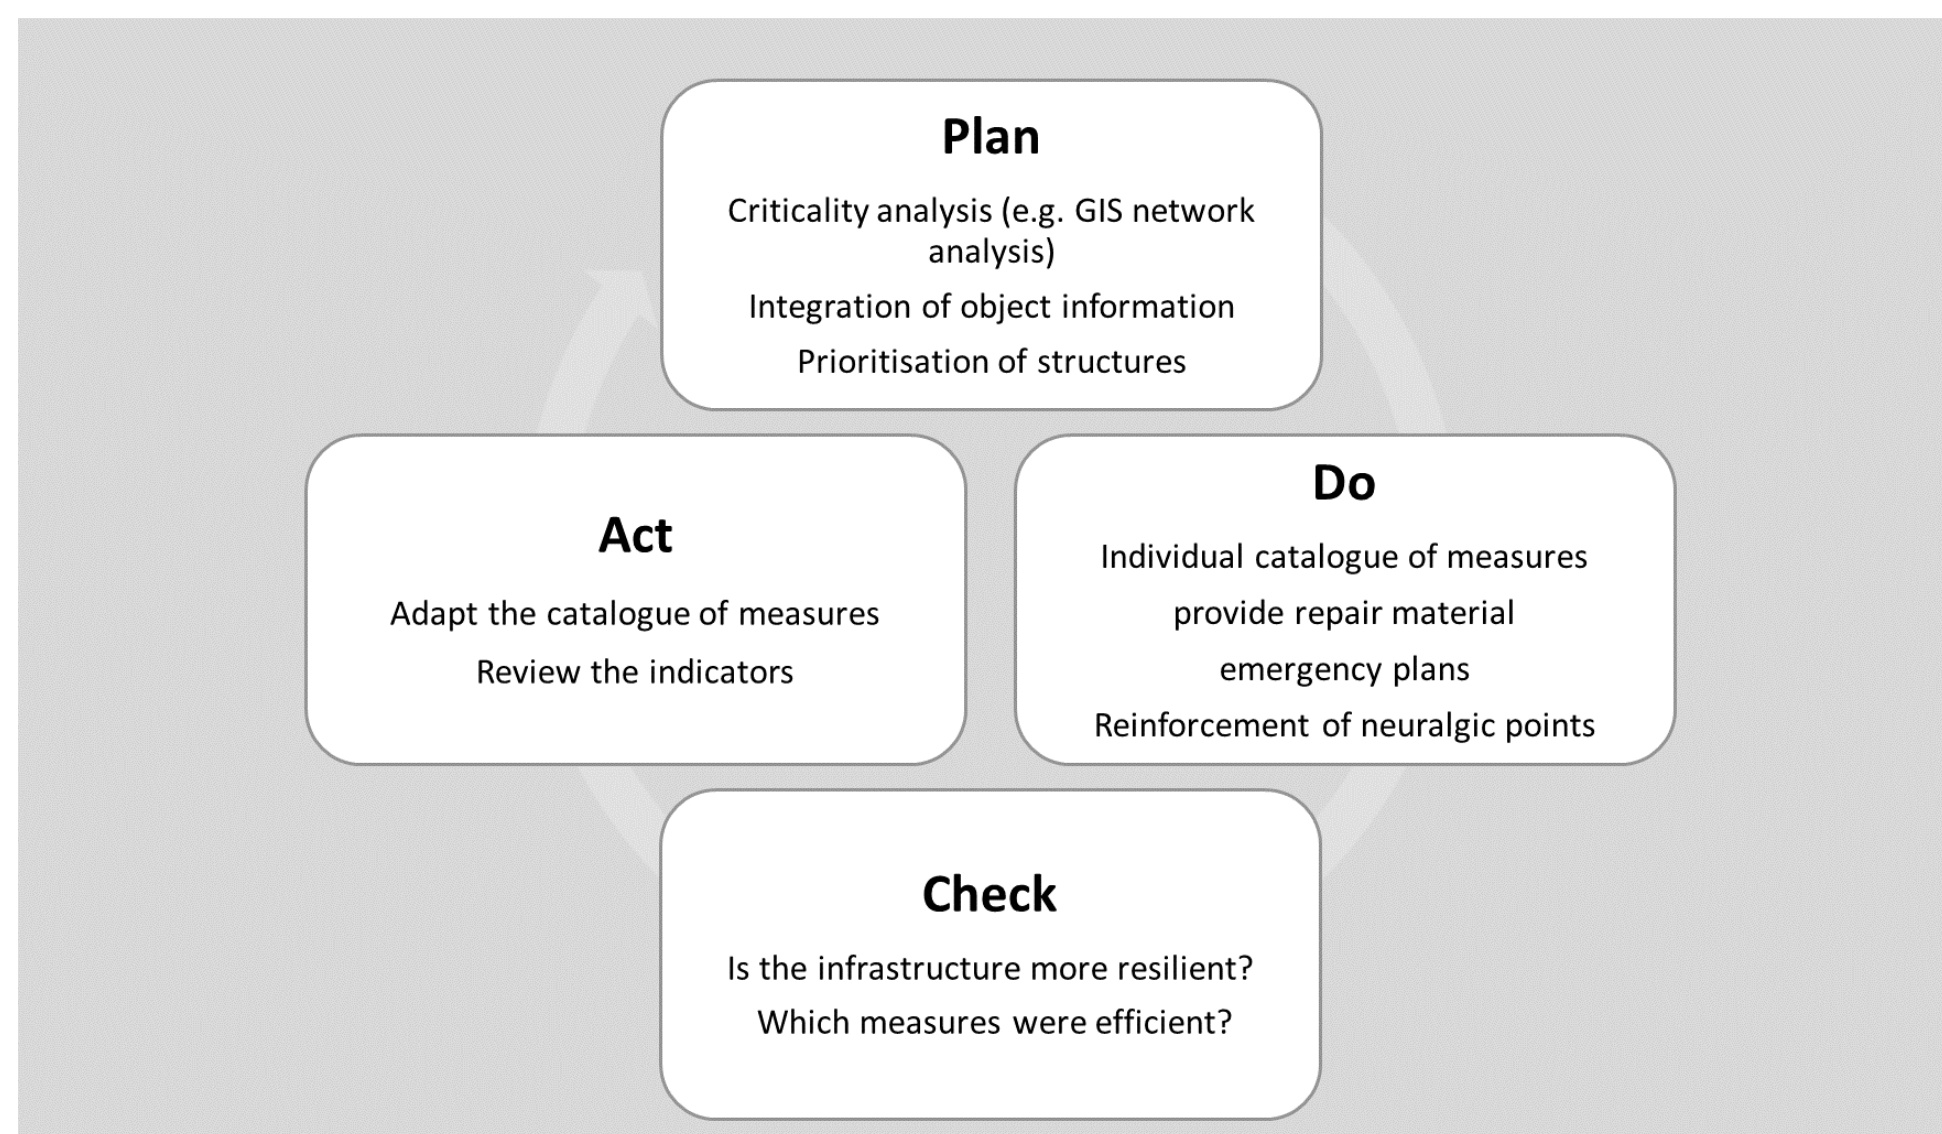 Plan
Criticality analysis (e.g. GIS network
analysis)
Integration of object information
Prioritisation of structures
Act
Adapt the catalogue of measures
Review the indicators
Do
Individual catalogue of measures
provide repair material
emergency plans
Reinforcement of neuralgic points
Check
Is the infrastructure more resilient?
Which measures were efficient?